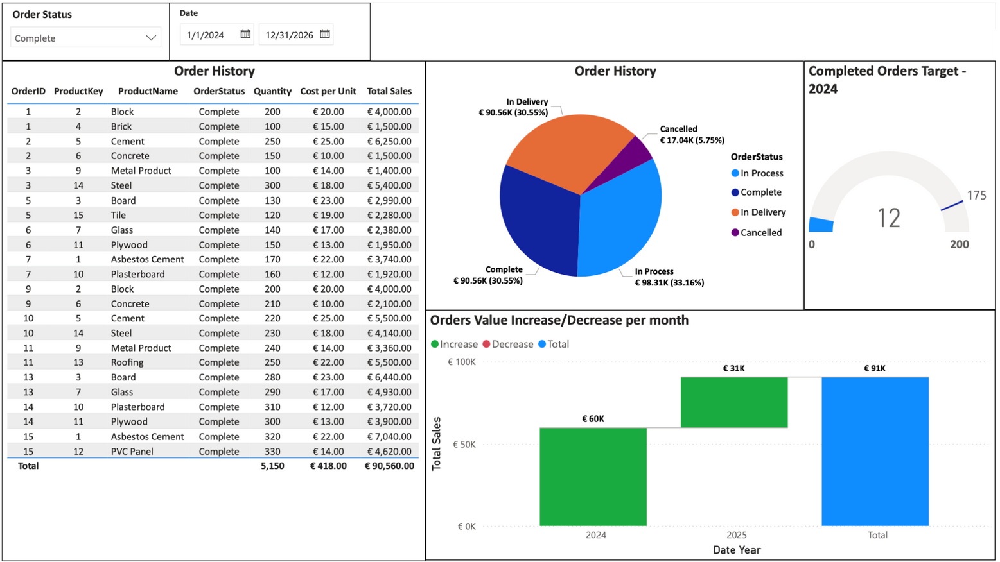 Order Status
Complete
Date
1/1/2024
12/31/2026
Order History
OrderID ProductKey ProductName OrderStatus Quantity Cost per Unit Total Sales
1 2 Block Complete 200 € 20.00 € 4,000.00
1 4 Brick Complete 100 € 15.00 € 1,500.00
2 5 Cement Complete 250 € 25.00 € 6,250.00
2 6 Concrete Complete 150 € 10.00 € 1,500.00
3 9 Metal Product Complete 100 € 14.00 € 1,400.00
3 14 Steel Complete 300 € 18.00 € 5,400.00
5 3 Board Complete 130 € 23.00 € 2,990.00
5 15 Tile Complete 120 € 19.00 € 2,280.00
6 7 Glass Complete 140 € 17.00 € 2,380.00
6 11 Plywood Complete 150 € 13.00 € 1,950.00
7 1 Asbestos Cement Complete 170 € 22.00 € 3,740.00
7 10 Plasterboard Complete 160 € 12.00 € 1,920.00
9 2 Block Complete 200 € 20.00 € 4,000.00
9 6 Concrete Complete 210 € 10.00 € 2,100.00
10 5 Cement Complete 220 € 25.00 € 5,500.00
10 14 Steel Complete 230 € 18.00 € 4,140.00
11 9 Metal Product Complete 240 € 14.00 € 3,360.00
11 13 Roofing Complete 250 € 22.00 € 5,500.00
13 3 Board Complete 280 € 23.00 € 6,440.00
13 7 Glass Complete 290 € 17.00 € 4,930.00
14 10 Plasterboard Complete 310 € 12.00 € 3,720.00
14 11 Plywood Complete 300 € 13.00 € 3,900.00
15 1 Asbestos Cement Complete 320 € 22.00 € 7,040.00
15 12 PVC Panel Complete 330 € 14.00 € 4,620.00
Total 5,150 € 418.00 € 90,560.00
Order History
In Delivery
€ 90.56K (30.55%)
Cancelled
€ 17.04K (5.75%)
Complete
€ 90.56K (30.55%)
In Process
€ 98.31K (33.16%)
OrderStatus
In Process
Complete
In Delivery
Cancelled
Completed Orders Target -
2024
175
12
0
200
Orders Value Increase/Decrease per month
Increase Decrease Total
Total Sales
€ 100K
€ 50K
€ 0K
€ 60K
€ 31K
€ 91K
2024
2025
Total
Date Year